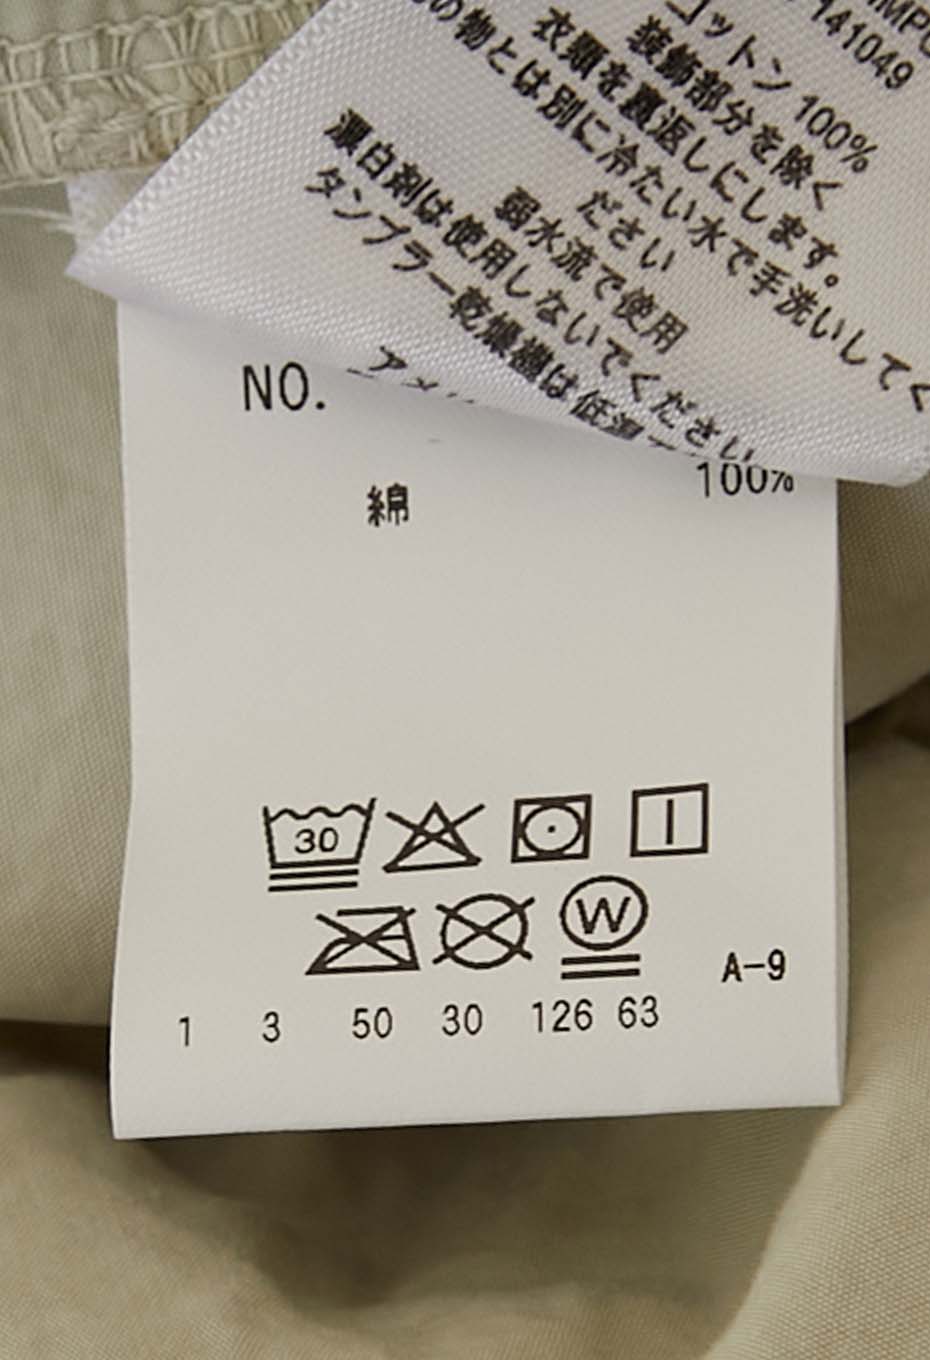 141049
コットン 100%
装飾部分を除く
衣類を裏返しにします。
の物とは別に冷たい水で手洗いしてく
ださい
弱水流で使用
漂白剤は使用しないでください
タンブラー乾燥機は低温
NO.
綿 100%
30
W
A-9
1 3 50 30 126 63